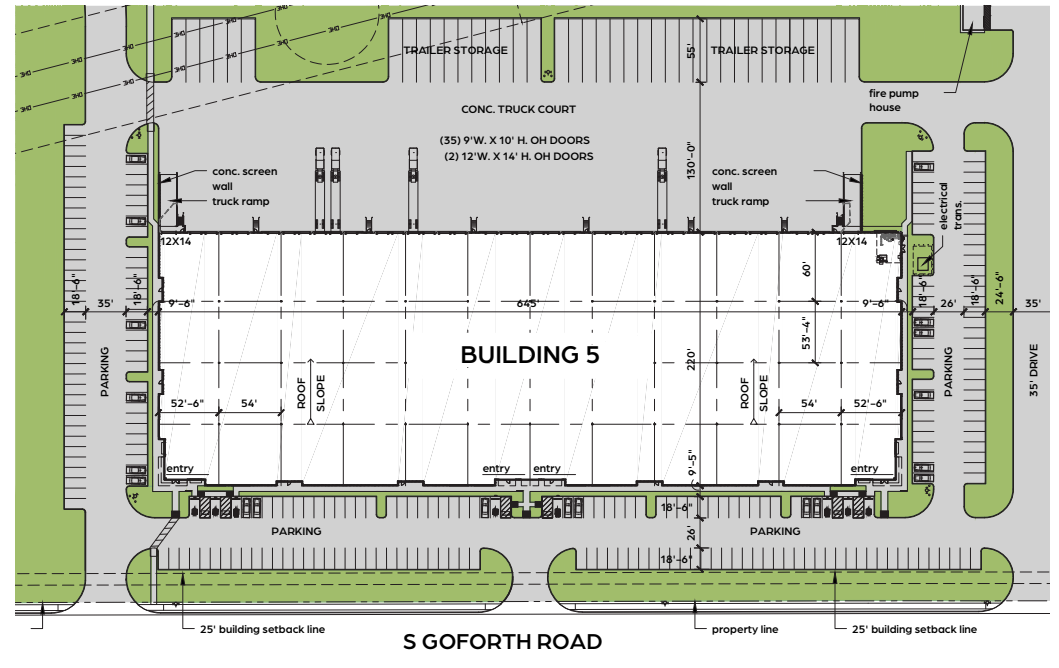 TRAILER STORAGE
TRAILER STORAGE
55'
fire pump
house
CONC. TRUCK COURT
(35) 9'W. X 10' H. OH DOORS
(2) 12'W. X 14' H. OH DOORS
130'-0"
conc. screen
wall
truck ramp
conc. screen
wall
truck ramp
electrical
trans.
12X14
12X14
60'
18'-6"
35'
18'-6"
9'-6"
645'
9'-6"
18'-6"
26'
18'-6"
24'-6"
35'
53'-4"
PARKING
BUILDING 5
220'
ROOF
SLOPE
ROOF
SLOPE
PARKING
35' DRIVE
52'-6"
54'
54'
52'-6"
entry
entry
entry
entry
9'-5"
18'-6"
PARKING
26'
PARKING
18'-6"
25' building setback line
property line
25' building setback line
S GOFORTH ROAD